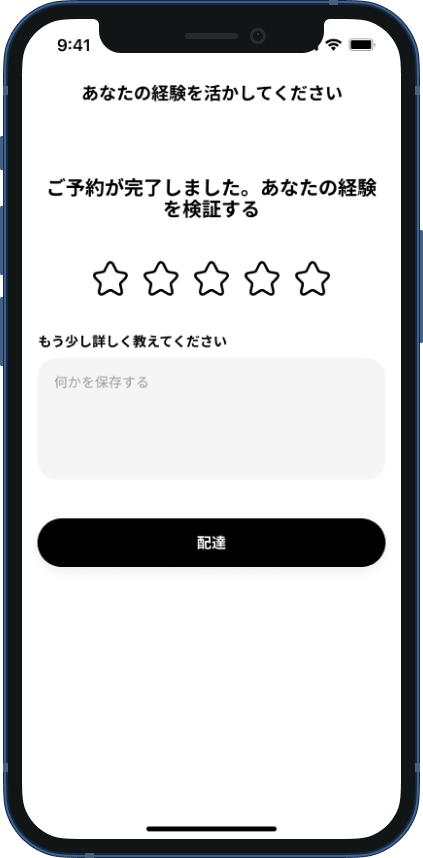 9:41
あなたの経験を活かしてください
ご予約が完了しました。あなたの経験
を検証する
もう少し詳しく教えてください
何かを保存する
配達